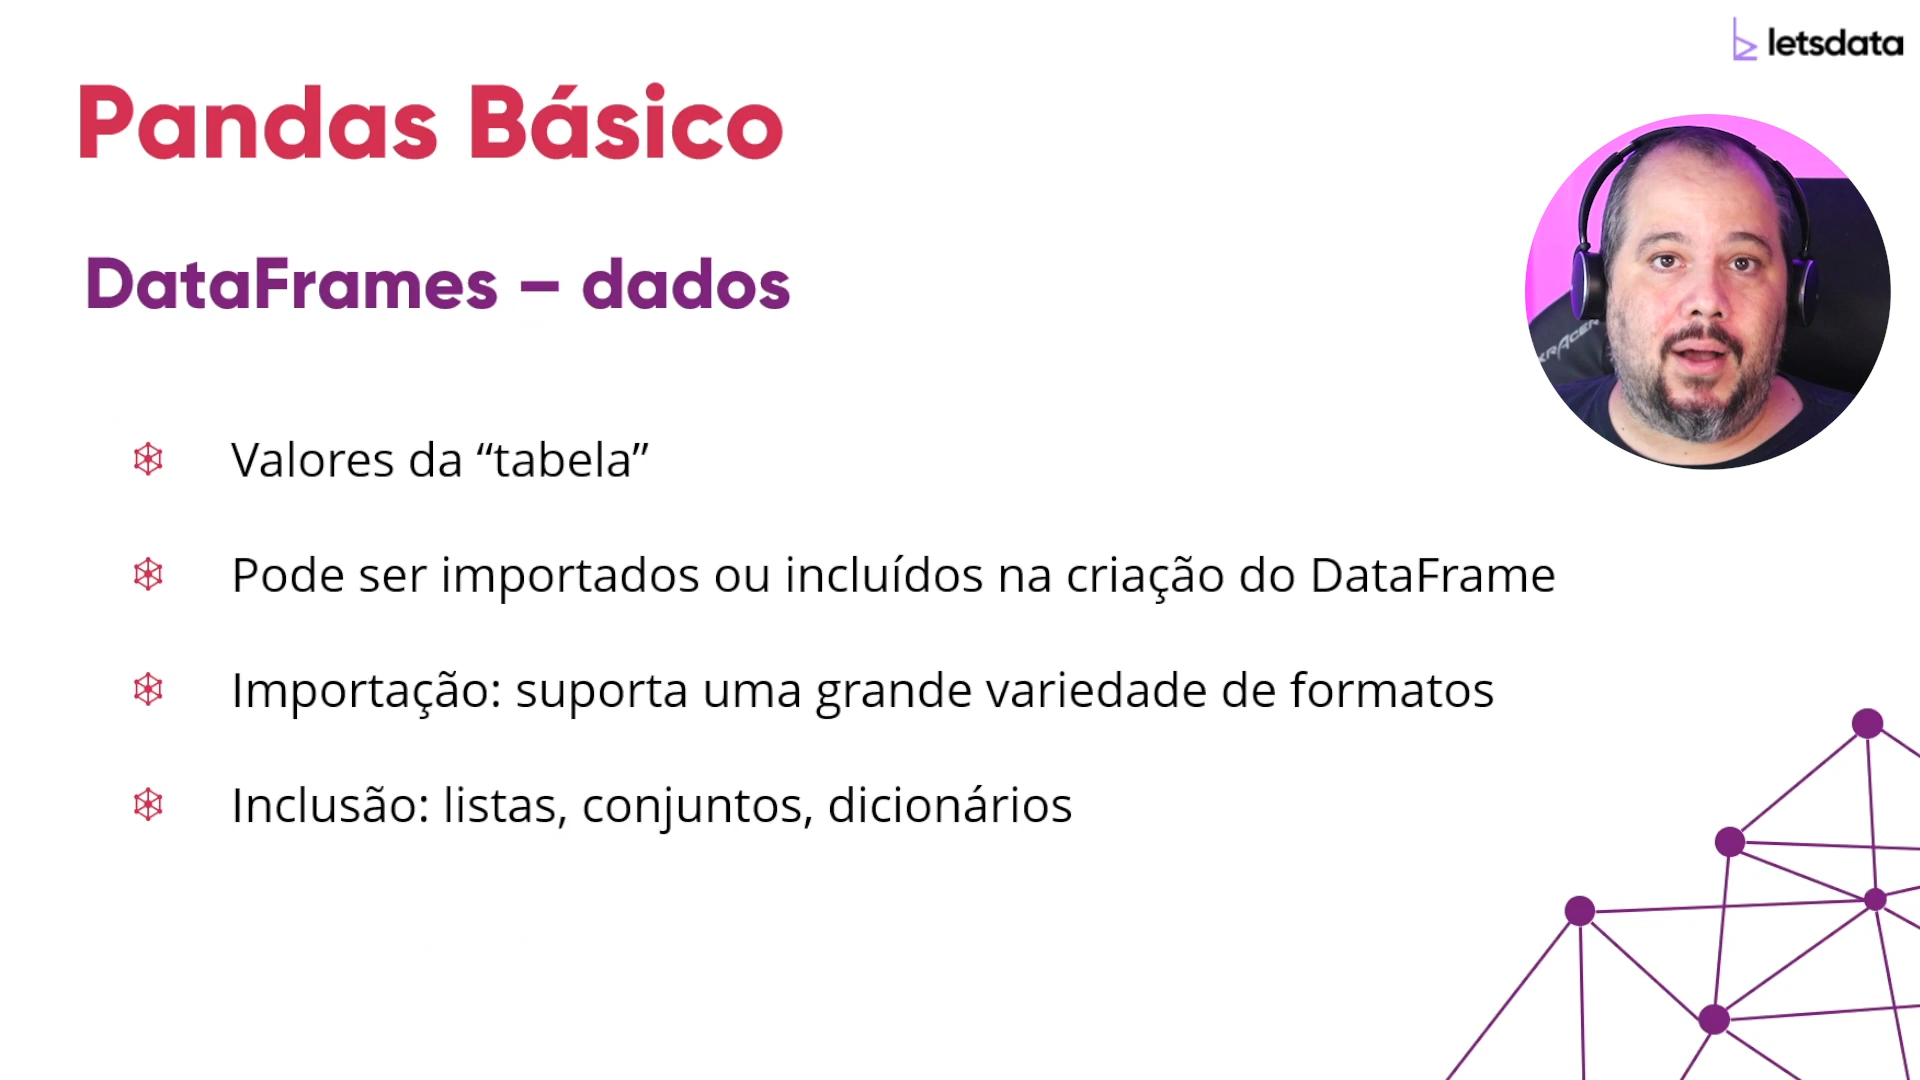 letsdata
Pandas Básico
DataFrames – dados
Valores da “tabela”
Pode ser importados ou incluídos na criação do DataFrame
Importação: suporta uma grande variedade de formatos
Inclusão: listas, conjuntos, dicionários